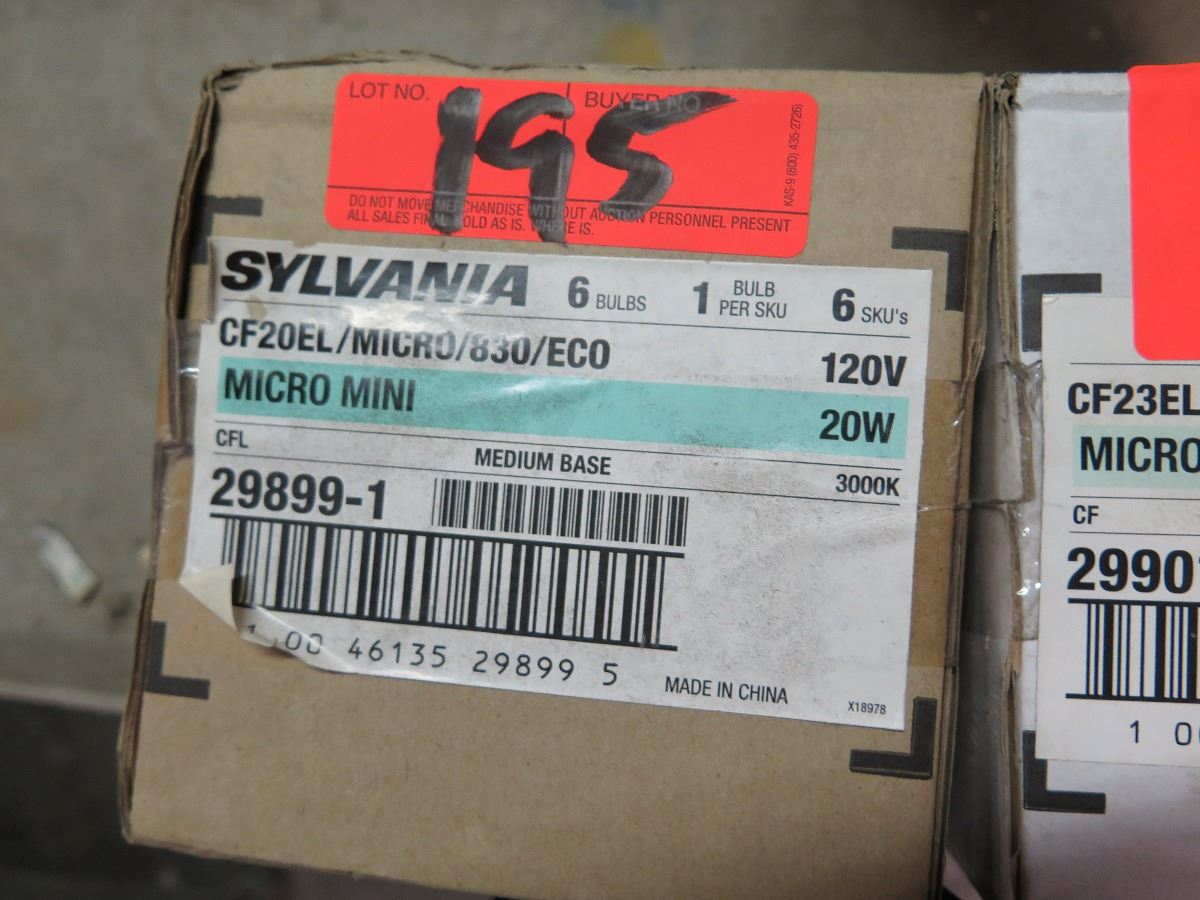 LOT NO. BUYER NO
195
KAS-9 (800) 435-2726)
DO NOT MOVE MERCHANDISE WITHOUT AUCTION PERSONNEL PRESENT
ALL SALES FINAL SOLD AS IS. WHERE IS.
SYLVANIA 6 BULBS 1 BULB PER SKU 6 SKU's
CF20EL/MICRO/830/ECO 120V
MICRO MINI 20W
CFL MEDIUM BASE 3000K
29899-1
1 00 46135 29899 5
MADE IN CHINA X18978
CF23EL
MICRO
CF
2990
1 0